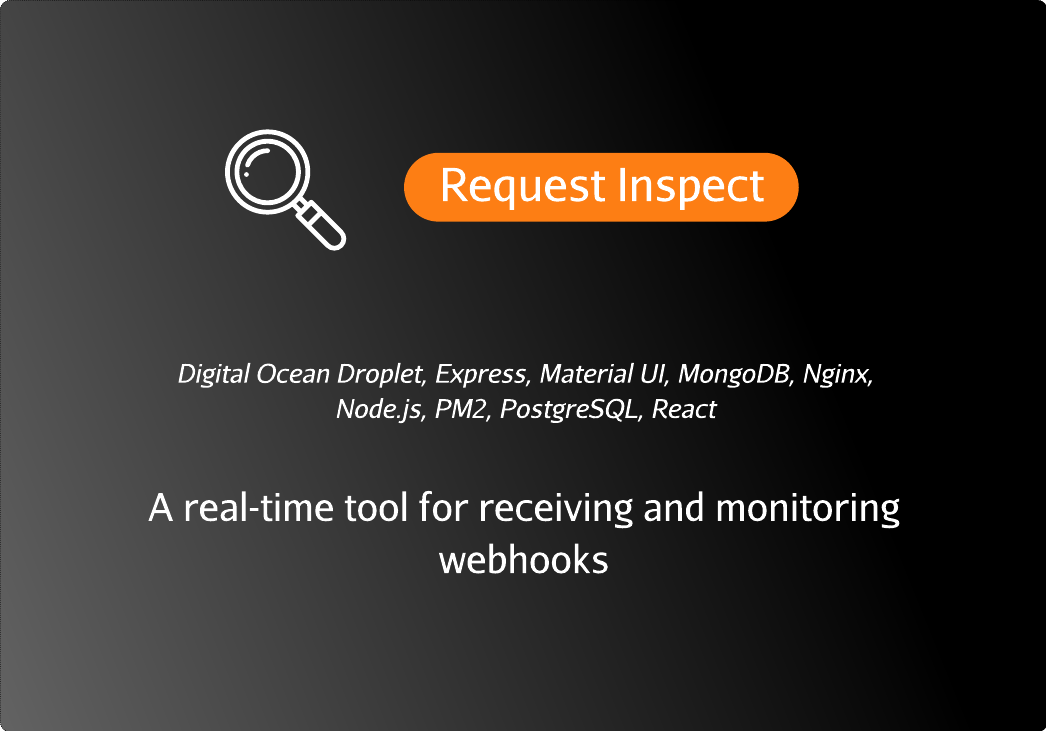 Request Inspect
Digital Ocean Droplet, Express, Material UI, MongoDB, Nginx,
Node.js, PM2, PostgreSQL, React
A real-time tool for receiving and monitoring
webhooks